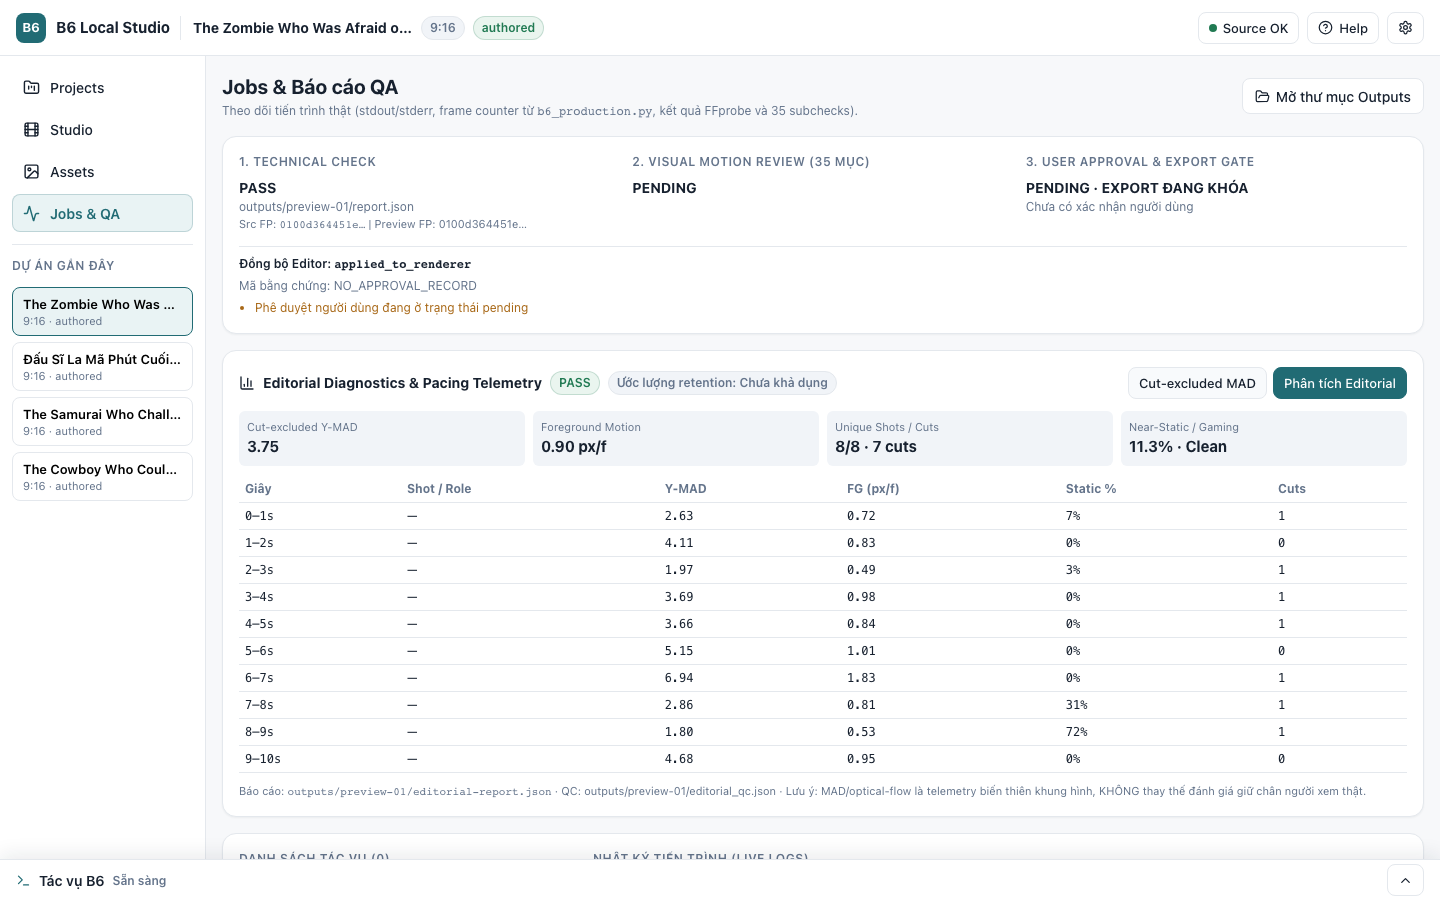 B6 B6 Local Studio The Zombie Who Was Afraid o... 9:16 authored Source OK Help
Projects
Studio
Assets
Jobs & QA
DỰ ÁN GẦN ĐÂY
The Zombie Who Was ...
9:16 · authored
Đấu Sĩ La Mã Phút Cuối...
9:16 · authored
The Samurai Who Chall...
9:16 · authored
The Cowboy Who Coul...
9:16 · authored
Jobs & Báo cáo QA
Theo dõi tiến trình thật (stdout/stderr, frame counter từ b6_production.py, kết quả FFprobe và 35 subchecks).
Mở thư mục Outputs
1. TECHNICAL CHECK
PASS
outputs/preview-01/report.json
Src FP: 0100d364451e… | Preview FP: 0100d364451e…
2. VISUAL MOTION REVIEW (35 MỤC)
PENDING
3. USER APPROVAL & EXPORT GATE
PENDING · EXPORT ĐANG KHÓA
Chưa có xác nhận người dùng
Đồng bộ Editor: applied_to_renderer
Mã bằng chứng: NO_APPROVAL_RECORD
• Phê duyệt người dùng đang ở trạng thái pending
Editorial Diagnostics & Pacing Telemetry PASS Ước lượng retention: Chưa khả dụng Cut-excluded MAD Phân tích Editorial
Cut-excluded Y-MAD
3.75
Foreground Motion
0.90 px/f
Unique Shots / Cuts
8/8 · 7 cuts
Near-Static / Gaming
11.3% · Clean
Giây Shot / Role Y-MAD FG (px/f) Static % Cuts
0–1s — 2.63 0.72 7% 1
1–2s — 4.11 0.83 0% 0
2–3s — 1.97 0.49 3% 1
3–4s — 3.69 0.98 0% 1
4–5s — 3.66 0.84 0% 1
5–6s — 5.15 1.01 0% 0
6–7s — 6.94 1.83 0% 1
7–8s — 2.86 0.81 31% 1
8–9s — 1.80 0.53 72% 1
9–10s — 4.68 0.95 0% 0
Báo cáo: outputs/preview-01/editorial-report.json · QC: outputs/preview-01/editorial_qc.json · Lưu ý: MAD/optical-flow là telemetry biến thiên khung hình, KHÔNG thay thế đánh giá giữ chân người xem thật.
DANH SÁCH TÁC VỤ (0) NHẬT KÝ TIẾN TRÌNH (LIVE LOGS)
Tác vụ B6 Sẵn sàng